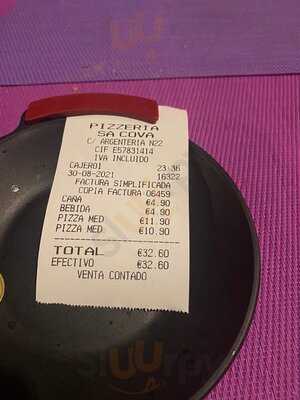 PIZZERIA
SA COVA
C/ ARGENTERIA N22
CIF E57831414
IVA INCLUIDO
CAJER01 23:36
30-08-2021 16322
FACTURA SIMPLIFICADA
COPIA FACTURA:06459
CAÑA €4.90
BEBIDA €4.90
PIZZA MED €11.90
PIZZA MED €10.90
TOTAL €32.60
EFECTIVO €32.60
VENTA CONTADO
sluurpy